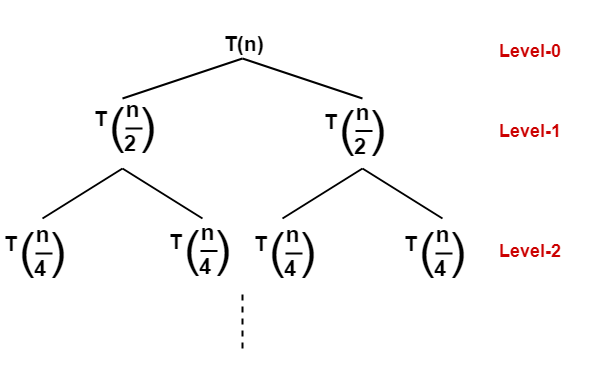 T(n) Level-0
T(n/2) T(n/2) Level-1
T(n/4) T(n/4) T(n/4) T(n/4) Level-2